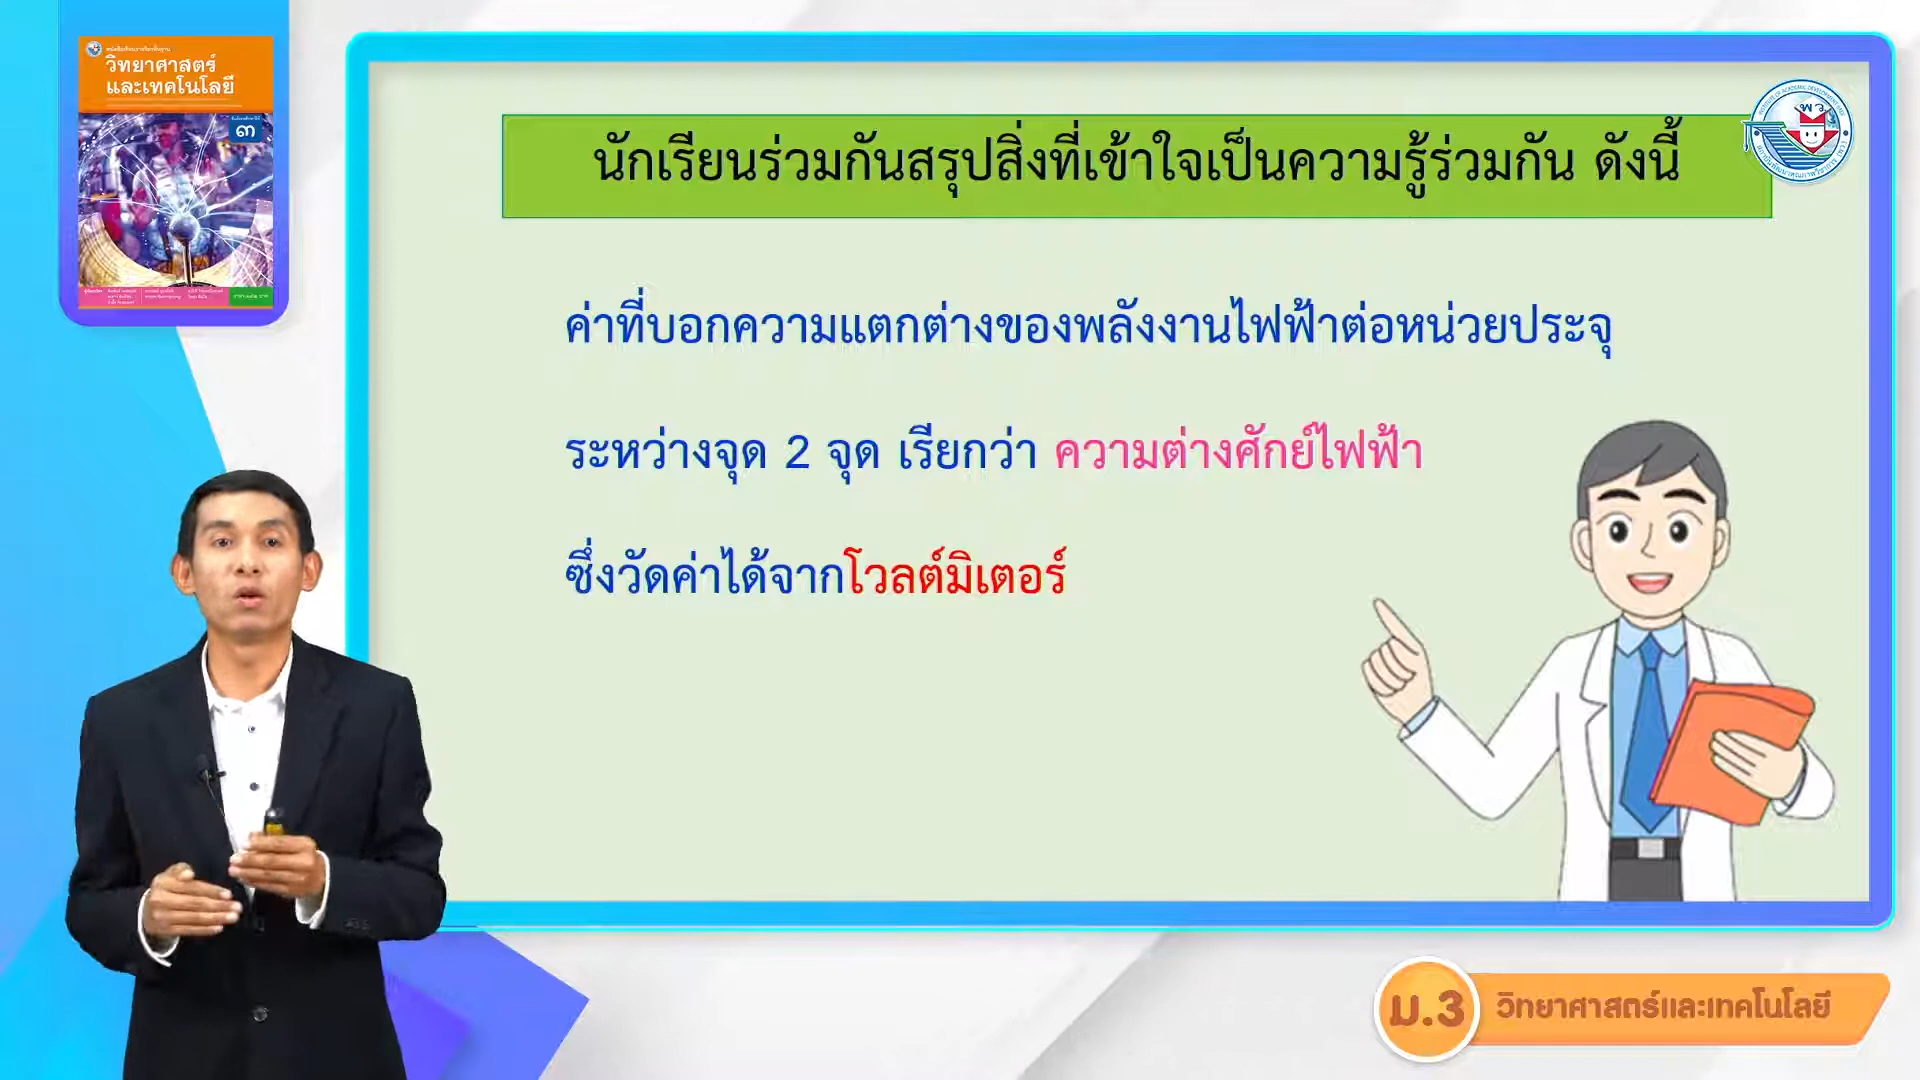 วิทยาศาสตร์
และเทคโนโลยี
๓
นักเรียนร่วมกันสรุปสิ่งที่เข้าใจเป็นความรู้ร่วมกัน ดังนี้
พว
ค่าที่บอกความแตกต่างของพลังงานไฟฟ้าต่อหน่วยประจุ
ระหว่างจุด 2 จุด เรียกว่า ความต่างศักย์ไฟฟ้า
ซึ่งวัดค่าได้จากโวลต์มิเตอร์
ม.3 วิทยาศาสตร์และเทคโนโลยี